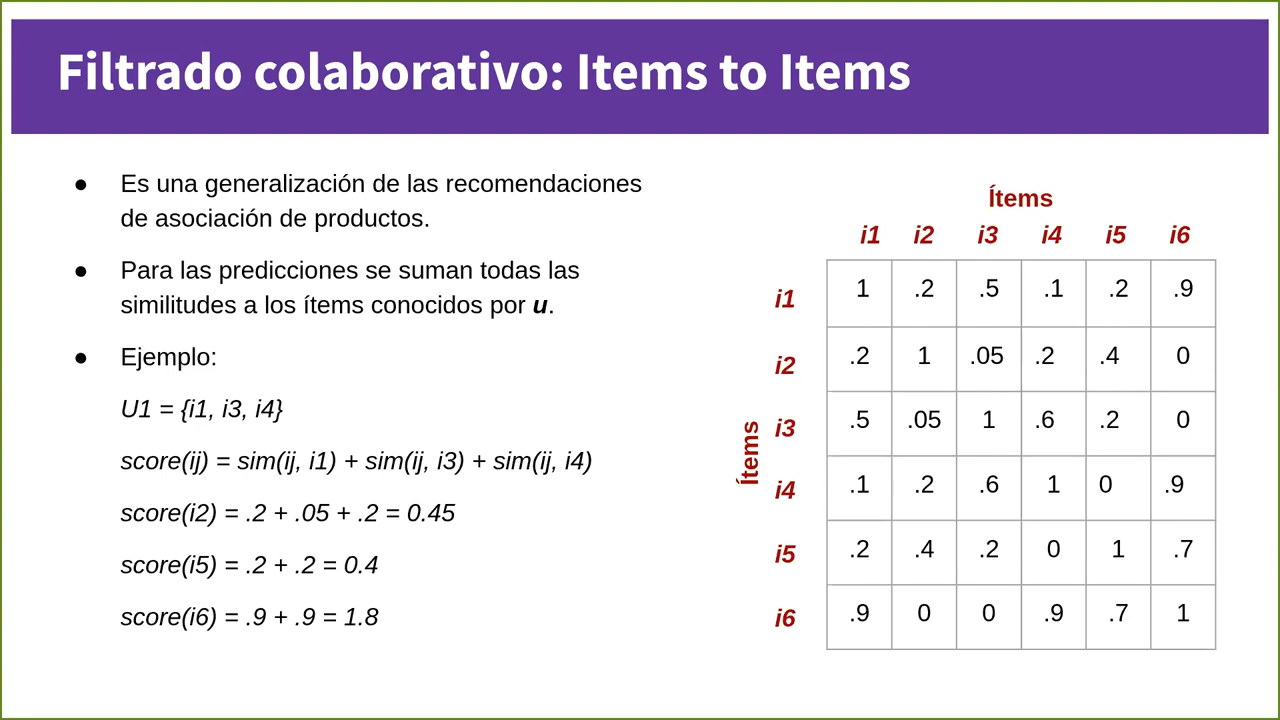 Filtrado colaborativo: Items to Items
● Es una generalización de las recomendaciones
de asociación de productos.
● Para las predicciones se suman todas las
similitudes a los ítems conocidos por u.
● Ejemplo:
U1 = {i1, i3, i4}
score(ij) = sim(ij, i1) + sim(ij, i3) + sim(ij, i4)
score(i2) = .2 + .05 + .2 = 0.45
score(i5) = .2 + .2 = 0.4
score(i6) = .9 + .9 = 1.8
Ítems
i1 i2 i3 i4 i5 i6
Ítems
i1 1 .2 .5 .1 .2 .9
i2 .2 1 .05 .2 .4 0
i3 .5 .05 1 .6 .2 0
i4 .1 .2 .6 1 0 .9
i5 .2 .4 .2 0 1 .7
i6 .9 0 0 .9 .7 1